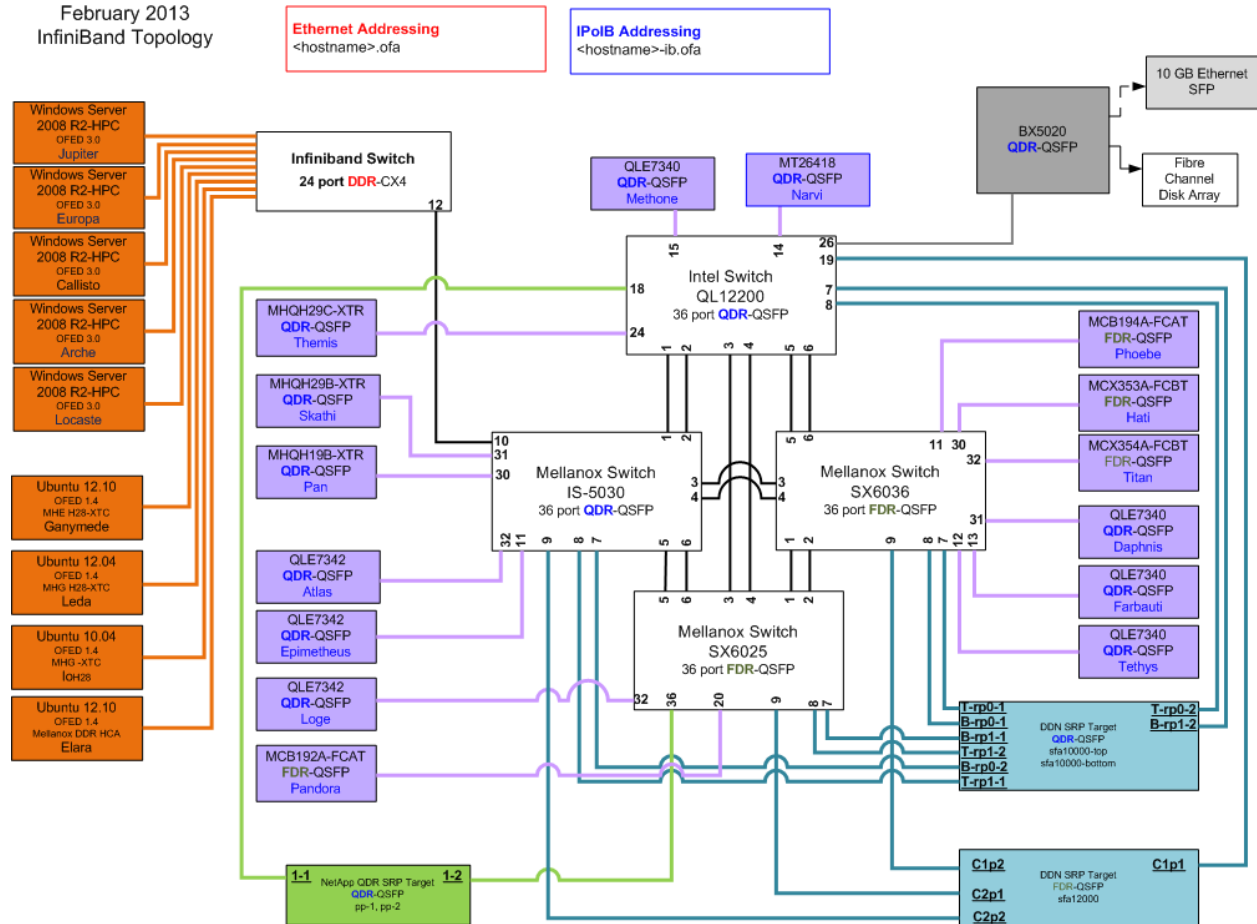 February 2013
InfiniBand Topology
Ethernet Addressing
<hostname>.ofa
IPoIB Addressing
<hostname>-ib.ofa
10 GB Ethernet
SFP
BX5020
QDR-QSFP
Fibre
Channel
Disk Array
Windows Server
2008 R2-HPC
OFED 3.0
Jupiter
Windows Server
2008 R2-HPC
OFED 3.0
Europa
Windows Server
2008 R2-HPC
OFED 3.0
Callisto
Windows Server
2008 R2-HPC
OFED 3.0
Arche
Windows Server
2008 R2-HPC
OFED 3.0
Locaste
Ubuntu 12.10
OFED 1.4
MHE H28-XTC
Ganymede
Ubuntu 12.04
OFED 1.4
MHG H28-XTC
Leda
Ubuntu 10.04
OFED 1.4
MHG -XTC
IoH28
Ubuntu 12.10
OFED 1.4
Mellanox DDR HCA
Elara
Infiniband Switch
24 port DDR-CX4
12
QLE7340
QDR-QSFP
Methone
MT26418
QDR-QSFP
Narvi
15
14
26
19
18
7
8
24
Intel Switch
QL12200
36 port QDR-QSFP
1
2
3
4
5
6
MHQH29C-XTR
QDR-QSFP
Themis
MHQH29B-XTR
QDR-QSFP
Skathi
MHQH19B-XTR
QDR-QSFP
Pan
QLE7342
QDR-QSFP
Atlas
QLE7342
QDR-QSFP
Epimetheus
QLE7342
QDR-QSFP
Loge
MCB192A-FCAT
FDR-QSFP
Pandora
1
2
10
31
30
Mellanox Switch
IS-5030
36 port QDR-QSFP
3
4
32
11
9
8
7
5
6
5
6
11
30
32
3
4
Mellanox Switch
SX6036
36 port FDR-QSFP
31
1
2
9
8
7
12
13
MCB194A-FCAT
FDR-QSFP
Phoebe
MCX353A-FCBT
FDR-QSFP
Hati
MCX354A-FCBT
FDR-QSFP
Titan
QLE7340
QDR-QSFP
Daphnis
QLE7340
QDR-QSFP
Farbauti
QLE7340
QDR-QSFP
Tethys
5
6
3
4
1
2
Mellanox Switch
SX6025
36 port FDR-QSFP
32
36
20
9
8
7
T-rp0-1
B-rp0-1
B-rp1-1
T-rp1-2
B-rp0-2
T-rp1-1
DDN SRP Target
QDR-QSFP
sfa10000-top
sfa10000-bottom
T-rp0-2
B-rp1-2
1-1
NetApp QDR SRP Target
QDR-QSFP
pp-1, pp-2
1-2
C1p2
C2p1
C2p2
DDN SRP Target
FDR-QSFP
sfa12000
C1p1